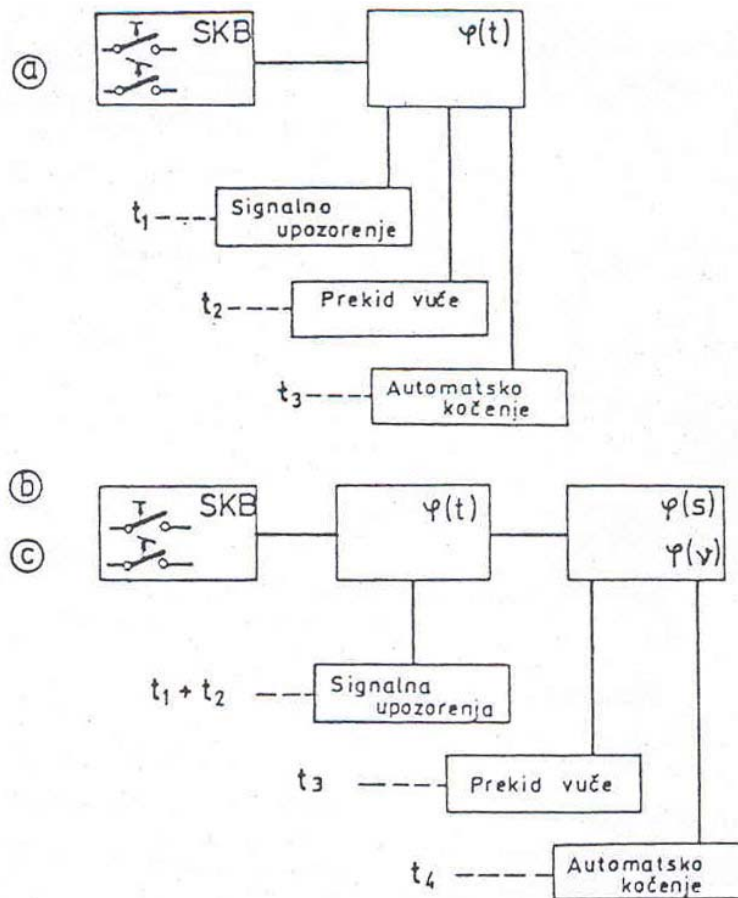 SKB
φ(t)
a
t₁
Signalno
upozorenje
t₂
Prekid vuče
t₃
Automatsko
kočenje
b
c
SKB
φ(t)
φ(s)
φ(v)
t₁ + t₂
Signalna
upozorenja
t₃
Prekid vuče
t₄
Automatsko
kočenje